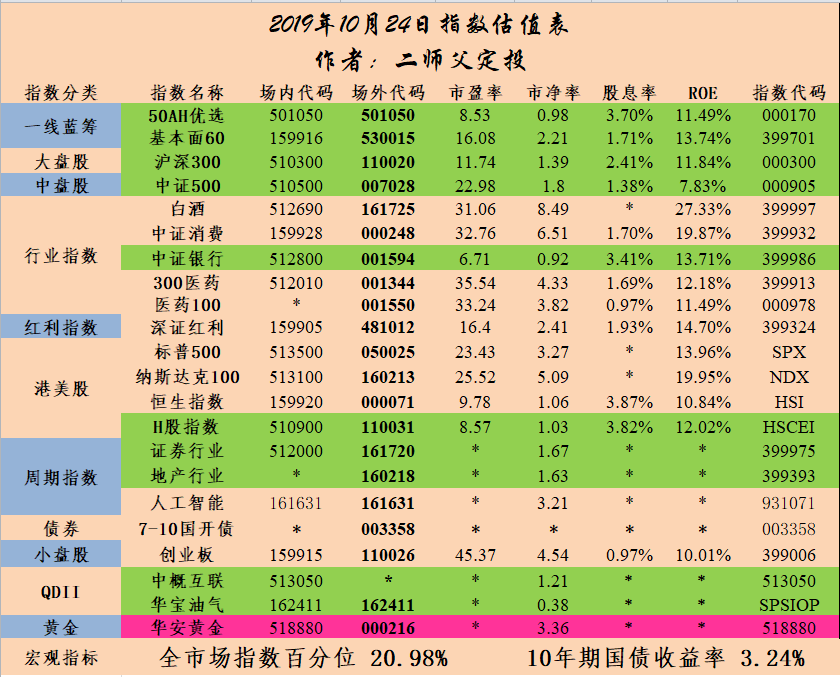 2019年10月24日指数估值表
作者：二师父定投
指数分类 指数名称 场内代码 场外代码 市盈率 市净率 股息率 ROE 指数代码
一线蓝筹 50AH优选 501050 501050 8.53 0.98 3.70% 11.49% 000170
基本面60 159916 530015 16.08 2.21 1.71% 13.74% 399701
大盘股 沪深300 510300 110020 11.74 1.39 2.41% 11.84% 000300
中盘股 中证500 510500 007028 22.98 1.8 1.38% 7.83% 000905
行业指数 白酒 512690 161725 31.06 8.49 * 27.33% 399997
中证消费 159928 000248 32.76 6.51 1.70% 19.87% 399932
中证银行 512800 001594 6.71 0.92 3.41% 13.71% 399986
300医药 512010 001344 35.54 4.33 1.69% 12.18% 399913
医药100 * 001550 33.24 3.82 0.97% 11.49% 000978
红利指数 深证红利 159905 481012 16.4 2.41 1.93% 14.70% 399324
港美股 标普500 513500 050025 23.43 3.27 * 13.96% SPX
纳斯达克100 513100 160213 25.52 5.09 * 19.95% NDX
恒生指数 159920 000071 9.78 1.06 3.87% 10.84% HSI
H股指数 510900 110031 8.57 1.03 3.82% 12.02% HSCEI
周期指数 证券行业 512000 161720 * 1.67 * * 399975
地产行业 * 160218 * 1.63 * * 399393
人工智能 161631 161631 * 3.21 * * 931071
债券 7-10国开债 * 003358 * * * * 003358
小盘股 创业板 159915 110026 45.37 4.54 0.97% 10.01% 399006
QDII 中概互联 513050 * * 1.21 * * 513050
华宝油气 162411 162411 * 0.38 * * SPSIOP
黄金 华安黄金 518880 000216 * 3.36 * * 518880
宏观指标 全市场指数百分位 20.98% 10年期国债收益率 3.24%